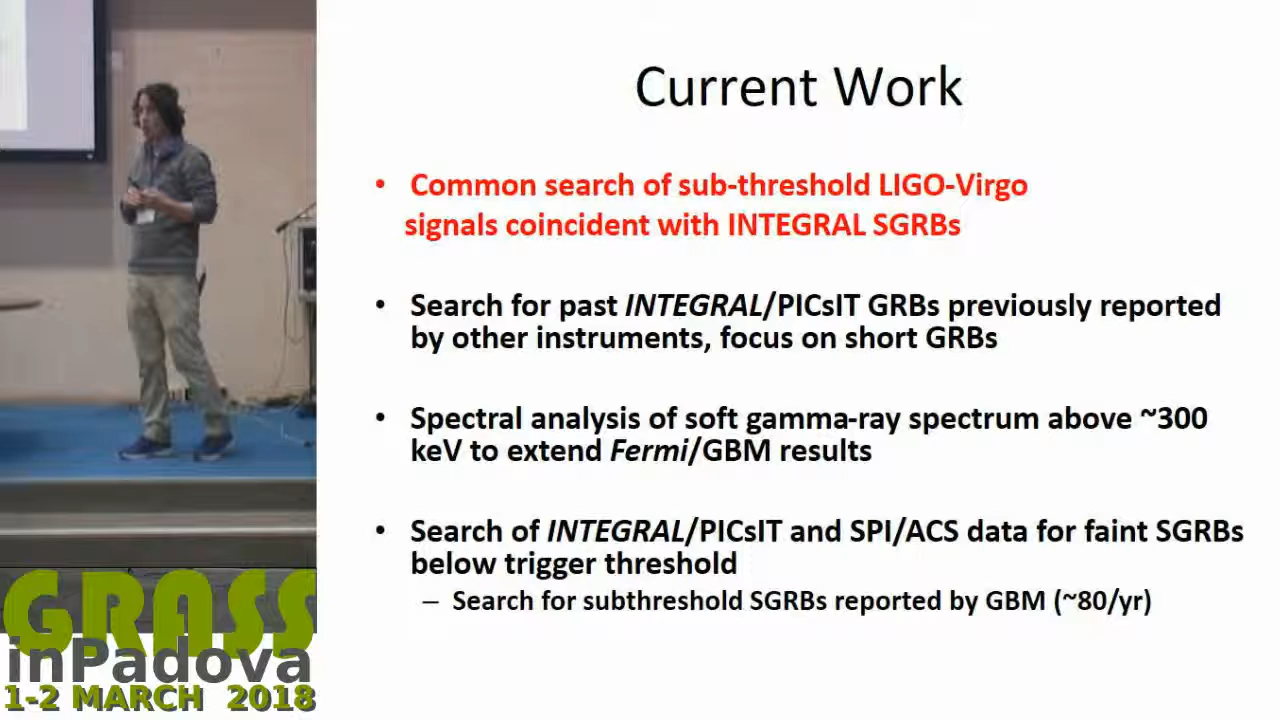 Current Work
• Common search of sub-threshold LIGO-Virgo
signals coincident with INTEGRAL SGRBs
• Search for past INTEGRAL/PICsIT GRBs previously reported
by other instruments, focus on short GRBs
• Spectral analysis of soft gamma-ray spectrum above ~300
keV to extend Fermi/GBM results
• Search of INTEGRAL/PICsIT and SPI/ACS data for faint SGRBs
below trigger threshold
– Search for subthreshold SGRBs reported by GBM (~80/yr)
GRASS
inPadova
1-2 MARCH 2018